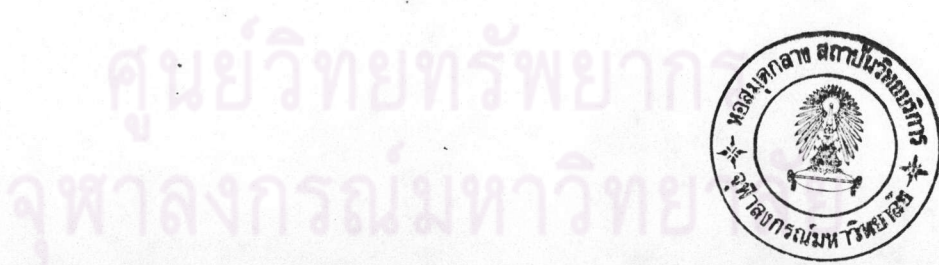 ศูนย์วิทยทรัพยากร
จุฬาลงกรณ์มหาวิทยาลัย
หอสมุดกลาง สถาบันวิทยบริการ
จุฬาลงกรณ์มหาวิทยาลัย